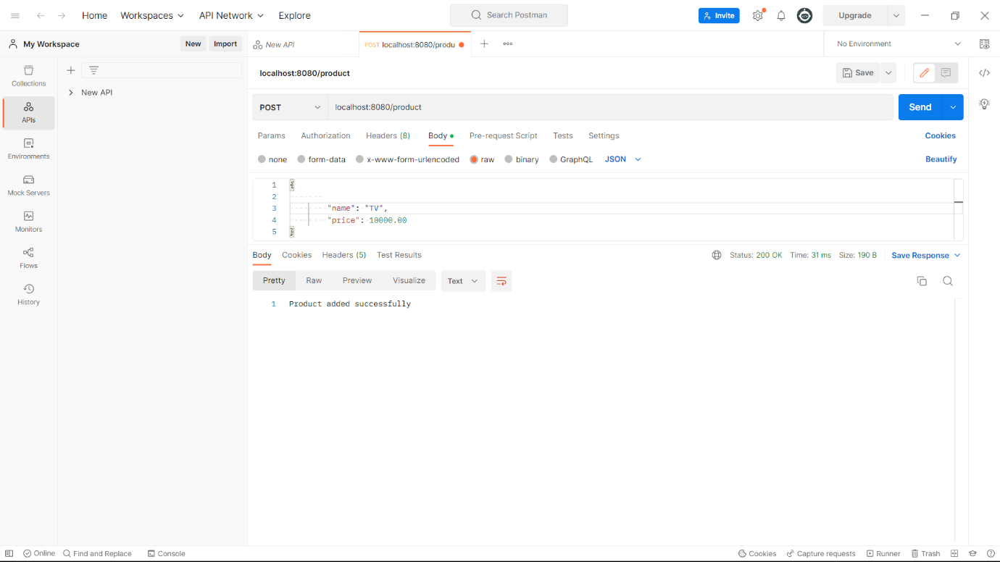 Home Workspaces API Network Explore Search Postman Invite Upgrade
My Workspace New Import New API POST localhost:8080/produ No Environment
Collections
APIs
Environments
Mock Servers
Monitors
Flows
History
New API
localhost:8080/product Save
POST localhost:8080/product Send
Params Authorization Headers (8) Body Pre-request Script Tests Settings Cookies
none form-data x-www-form-urlencoded raw binary GraphQL JSON Beautify
1 {
2
3 "name": "TV",
4 "price": 10000.00
5 }
Body Cookies Headers (5) Test Results Status: 200 OK Time: 31 ms Size: 190 B Save Response
Pretty Raw Preview Visualize Text
1 Product added successfully
Online Find and Replace Console Cookies Capture requests Runner Trash